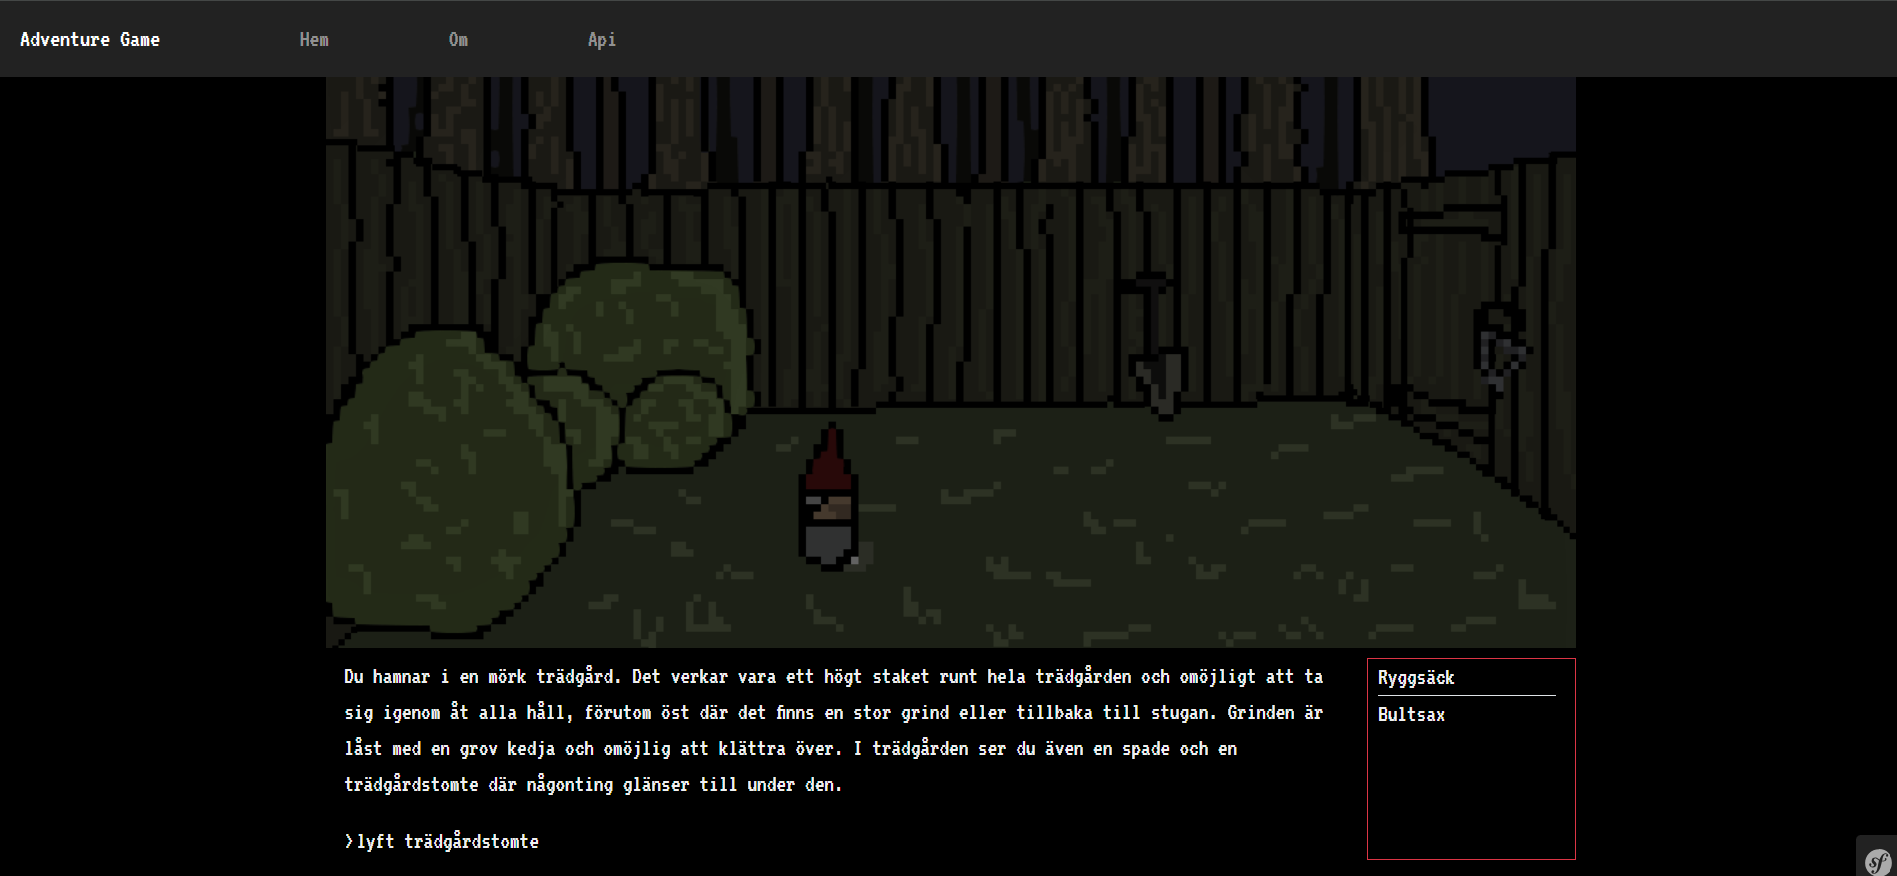 Adventure Game Hem Om Api
Du hamnar i en mörk trädgård. Det verkar vara ett högt staket runt hela trädgården och omöjligt att ta
sig igenom åt alla håll, förutom öst där det finns en stor grind eller tillbaka till stugan. Grinden är
låst med en grov kedja och omöjlig att klättra över. I trädgården ser du även en spade och en
trädgårdstomte där någonting glänser till under den.
>lyft trädgårdstomte
Ryggsäck
Bultsax
sf